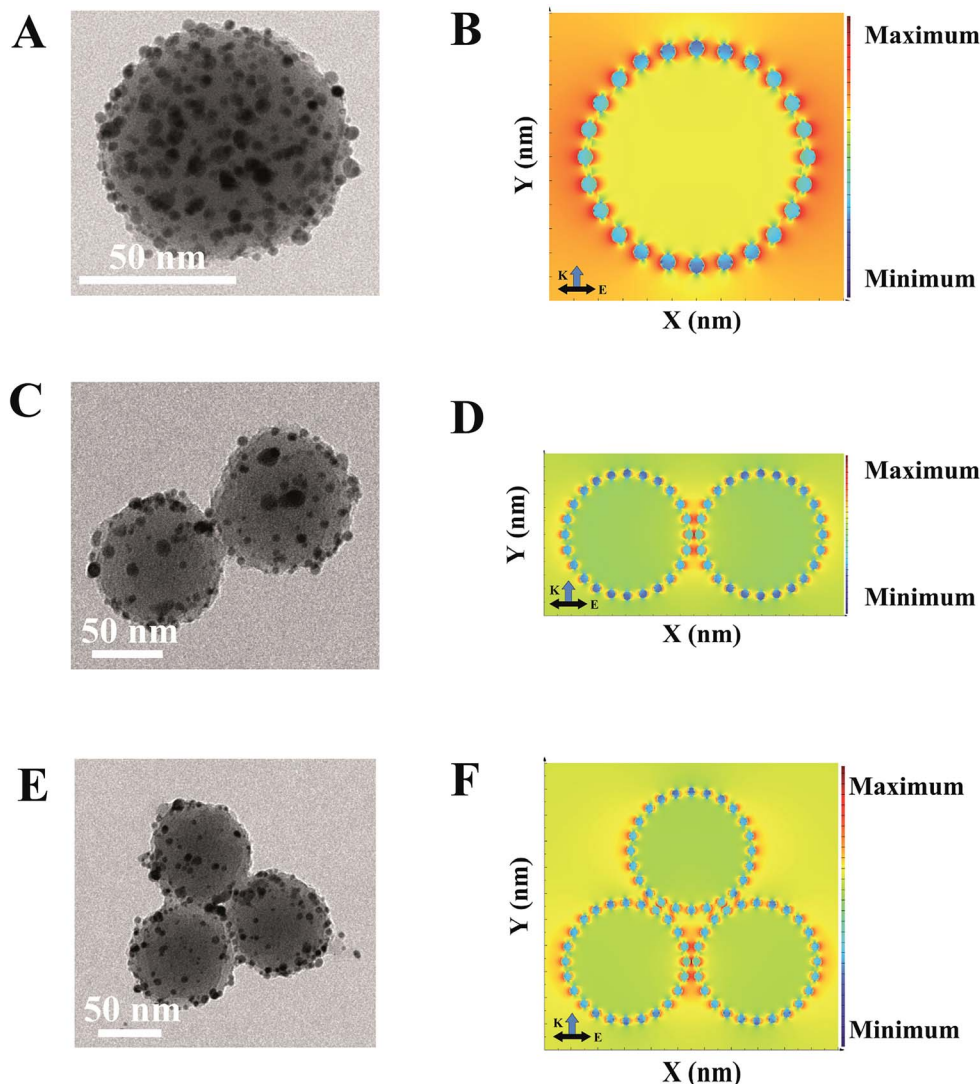 A
50 nm
B
Maximum
Y (nm)
K
E
Minimum
X (nm)
C
50 nm
D
Maximum
Y (nm)
K
E
Minimum
X (nm)
E
50 nm
F
Maximum
Y (nm)
K
E
Minimum
X (nm)